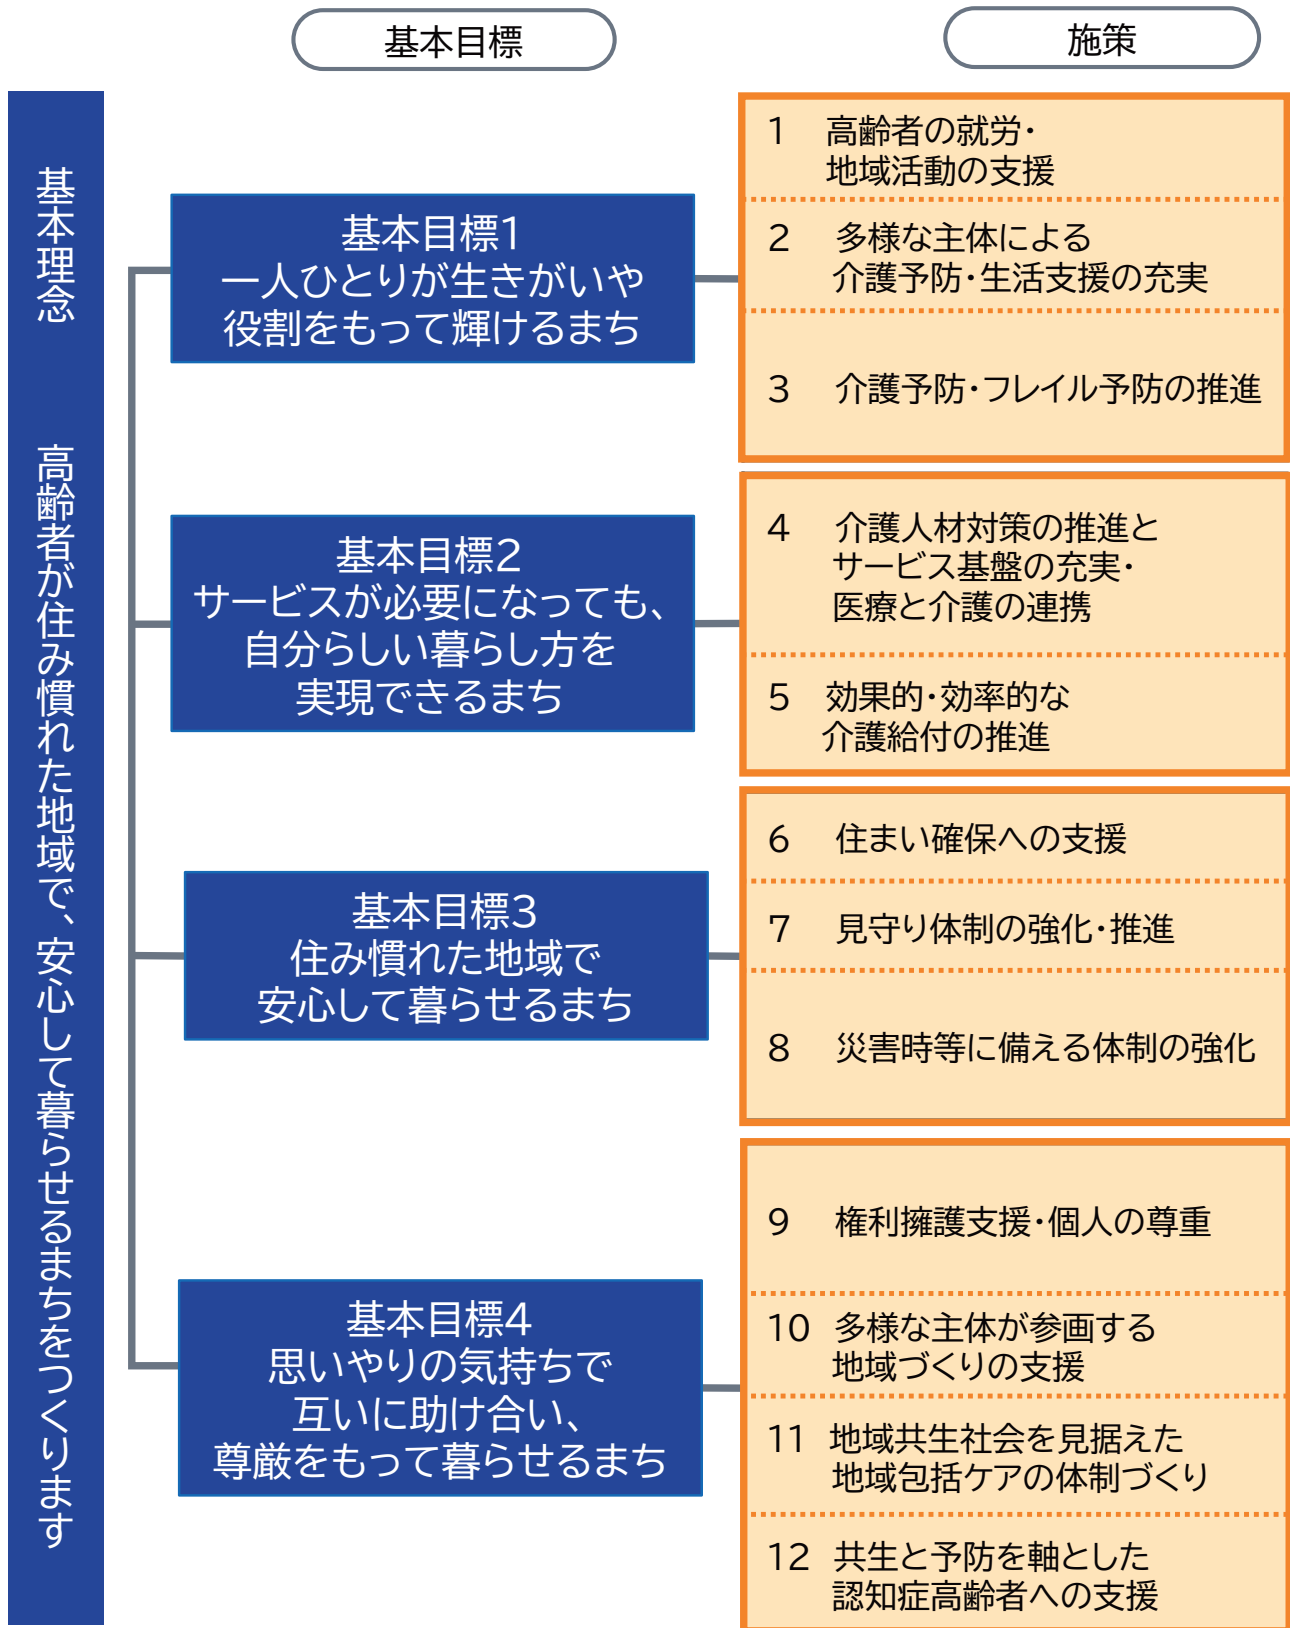 基本目標
施策
基本理念　高齢者が住み慣れた地域で、安心して暮らせるまちをつくります
基本目標1
一人ひとりが生きがいや
役割をもって輝けるまち
1 高齢者の就労・
地域活動の支援
2 多様な主体による
介護予防・生活支援の充実
3 介護予防・フレイル予防の推進
基本目標2
サービスが必要になっても、
自分らしい暮らし方を
実現できるまち
4 介護人材対策の推進と
サービス基盤の充実・
医療と介護の連携
5 効果的・効率的な
介護給付の推進
基本目標3
住み慣れた地域で
安心して暮らせるまち
6 住まい確保への支援
7 見守り体制の強化・推進
8 災害時等に備える体制の強化
基本目標4
思いやりの気持ちで
互いに助け合い、
尊厳をもって暮らせるまち
9 権利擁護支援・個人の尊重
10 多様な主体が参画する
地域づくりの支援
11 地域共生社会を見据えた
地域包括ケアの体制づくり
12 共生と予防を軸とした
認知症高齢者への支援